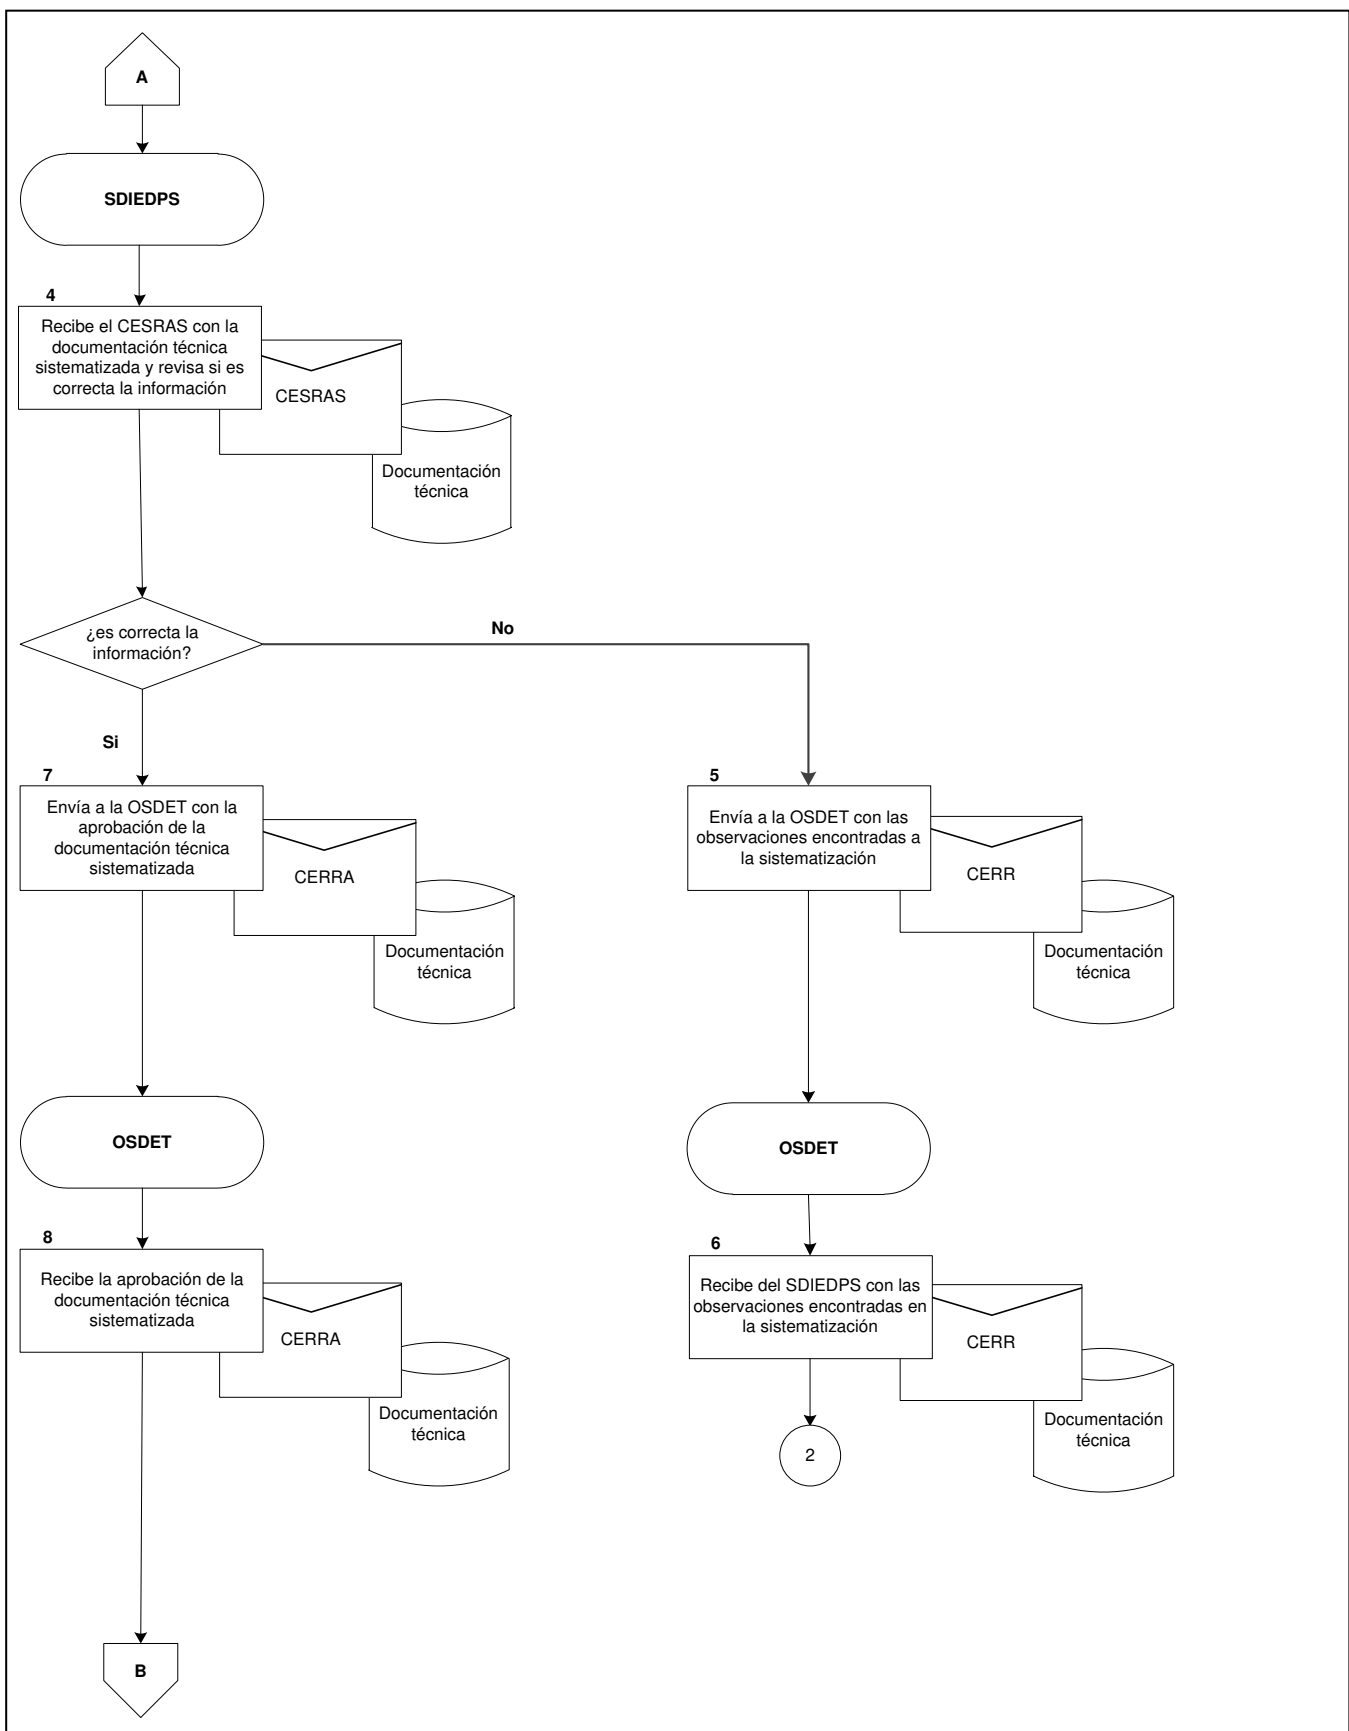 A
SDIEDPS
4
Recibe el CESRAS con la
documentación técnica
sistematizada y revisa si es
correcta la información
CESRAS
Documentación
técnica
¿es correcta la
información?
No
Si
7
Envía a la OSDET con la
aprobación de la
documentación técnica
sistematizada
CERRA
Documentación
técnica
5
Envía a la OSDET con las
observaciones encontradas a
la sistematización
CERR
Documentación
técnica
OSDET
OSDET
8
Recibe la aprobación de la
documentación técnica
sistematizada
CERRA
Documentación
técnica
6
Recibe del SDIEDPS con las
observaciones encontradas en
la sistematización
CERR
Documentación
técnica
2
B